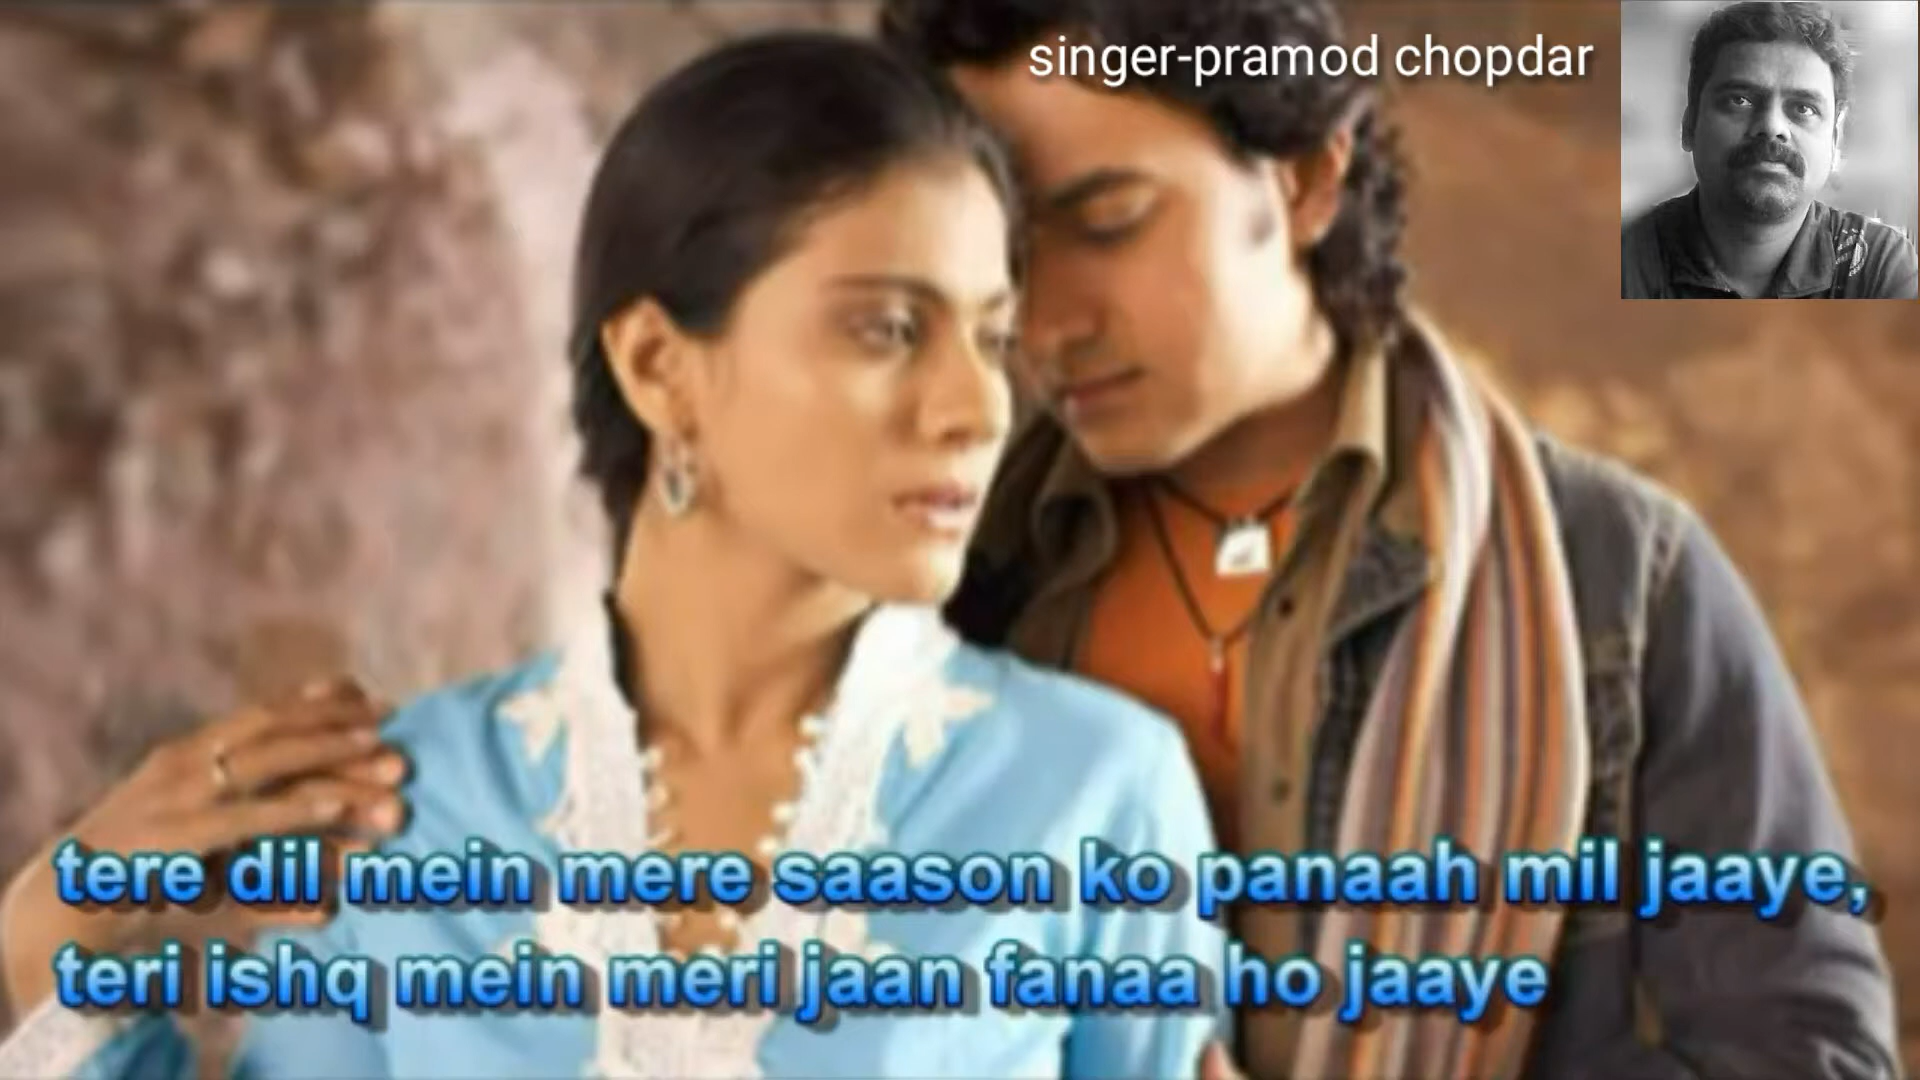 singer-pramod chopdar
tere dil mein mere saason ko panaah mil jaaye,
teri ishq mein meri jaan fanaa ho jaaye